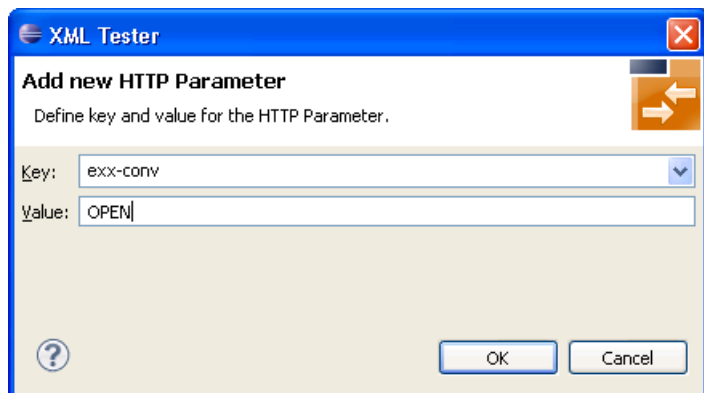 XML Tester
Add new HTTP Parameter
Define key and value for the HTTP Parameter.
Key: exx-conv
Value: OPEN
?
OK Cancel